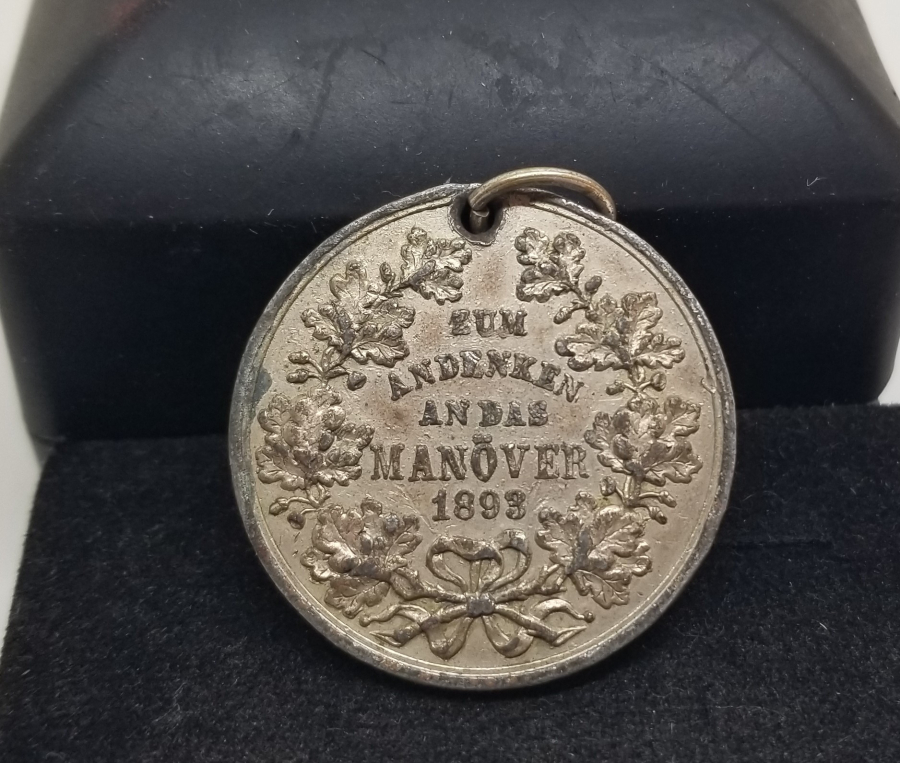 ZUM
ANDENKEN
AN DAS
MANÖVER
1893